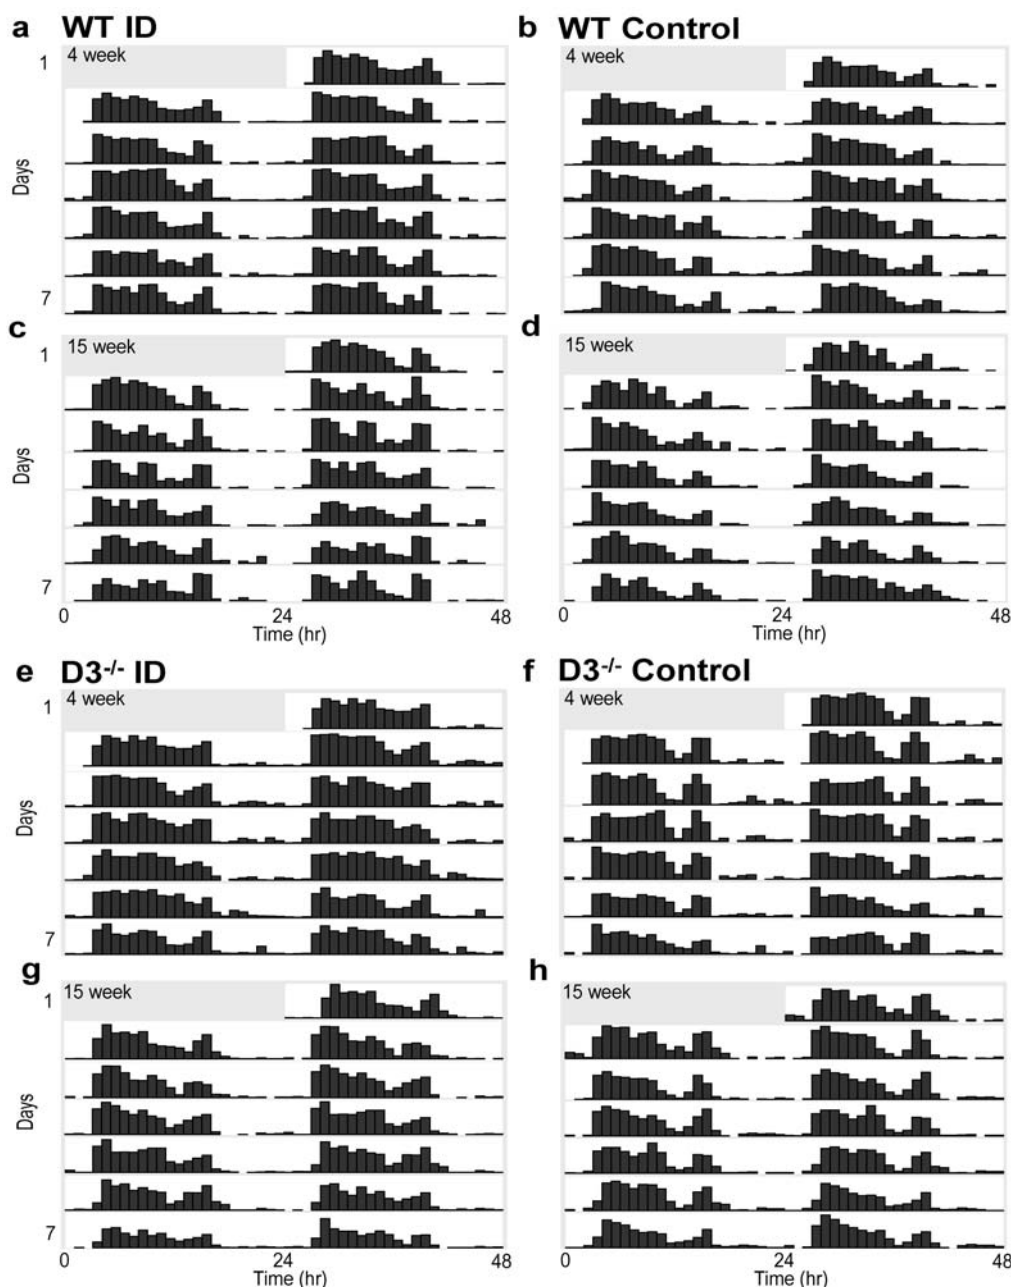 a WT ID
b WT Control
1
4 week
4 week
Days
7
c
d
1
15 week
15 week
Days
7
0 24 48
Time (hr)
0 24 48
Time (hr)
e D3-/- ID
f D3-/- Control
1
4 week
4 week
Days
7
g
h
1
15 week
15 week
Days
7
0 24 48
Time (hr)
0 24 48
Time (hr)